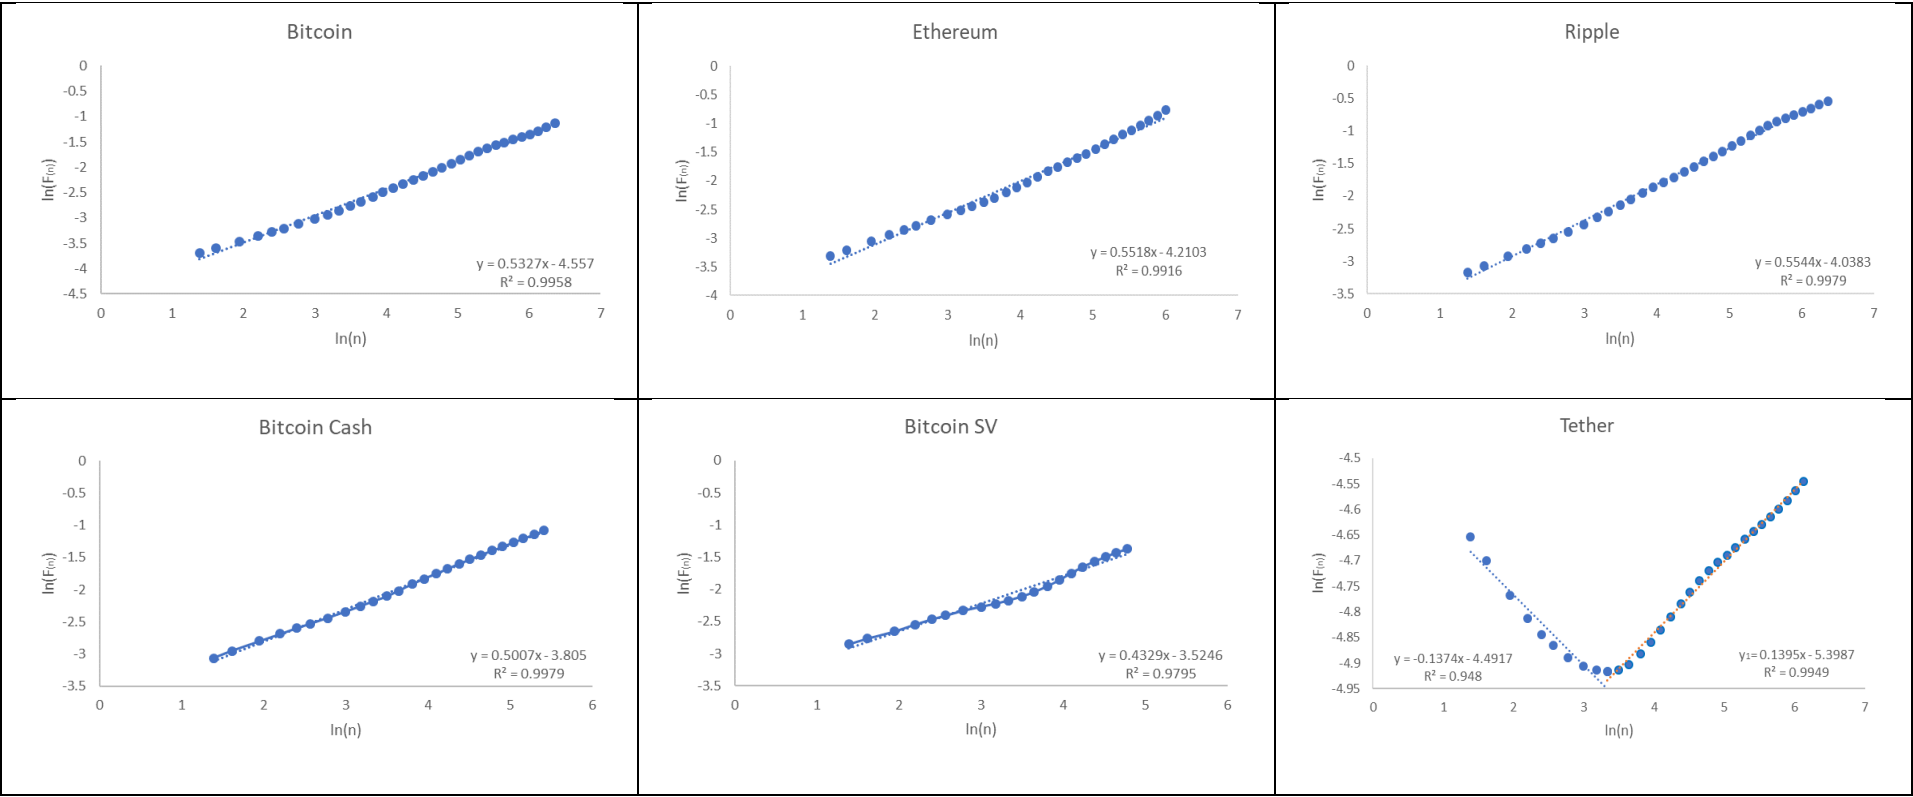 Bitcoin
0
-0.5
-1
-1.5
-2
-2.5
-3
-3.5
-4
-4.5
ln(F(n))
y = 0.5327x - 4.557
R² = 0.9958
0 1 2 3 4 5 6 7
ln(n)
Ethereum
0
-0.5
-1
-1.5
-2
-2.5
-3
-3.5
-4
ln(F(n))
y = 0.5518x - 4.2103
R² = 0.9916
0 1 2 3 4 5 6 7
ln(n)
Ripple
0
-0.5
-1
-1.5
-2
-2.5
-3
-3.5
ln(F(n))
y = 0.5544x - 4.0383
R² = 0.9979
0 1 2 3 4 5 6 7
ln(n)
Bitcoin Cash
0
-0.5
-1
-1.5
-2
-2.5
-3
-3.5
ln(F(n))
y = 0.5007x - 3.805
R² = 0.9979
0 1 2 3 4 5 6
ln(n)
Bitcoin SV
0
-0.5
-1
-1.5
-2
-2.5
-3
-3.5
ln(F(n))
y = 0.4329x - 3.5246
R² = 0.9795
0 1 2 3 4 5 6
ln(n)
Tether
-4.5
-4.55
-4.6
-4.65
-4.7
-4.75
-4.8
-4.85
-4.9
-4.95
ln(F(n))
y = -0.1374x - 4.4917
R² = 0.948
y1= 0.1395x - 5.3987
R² = 0.9949
0 1 2 3 4 5 6 7
ln(n)